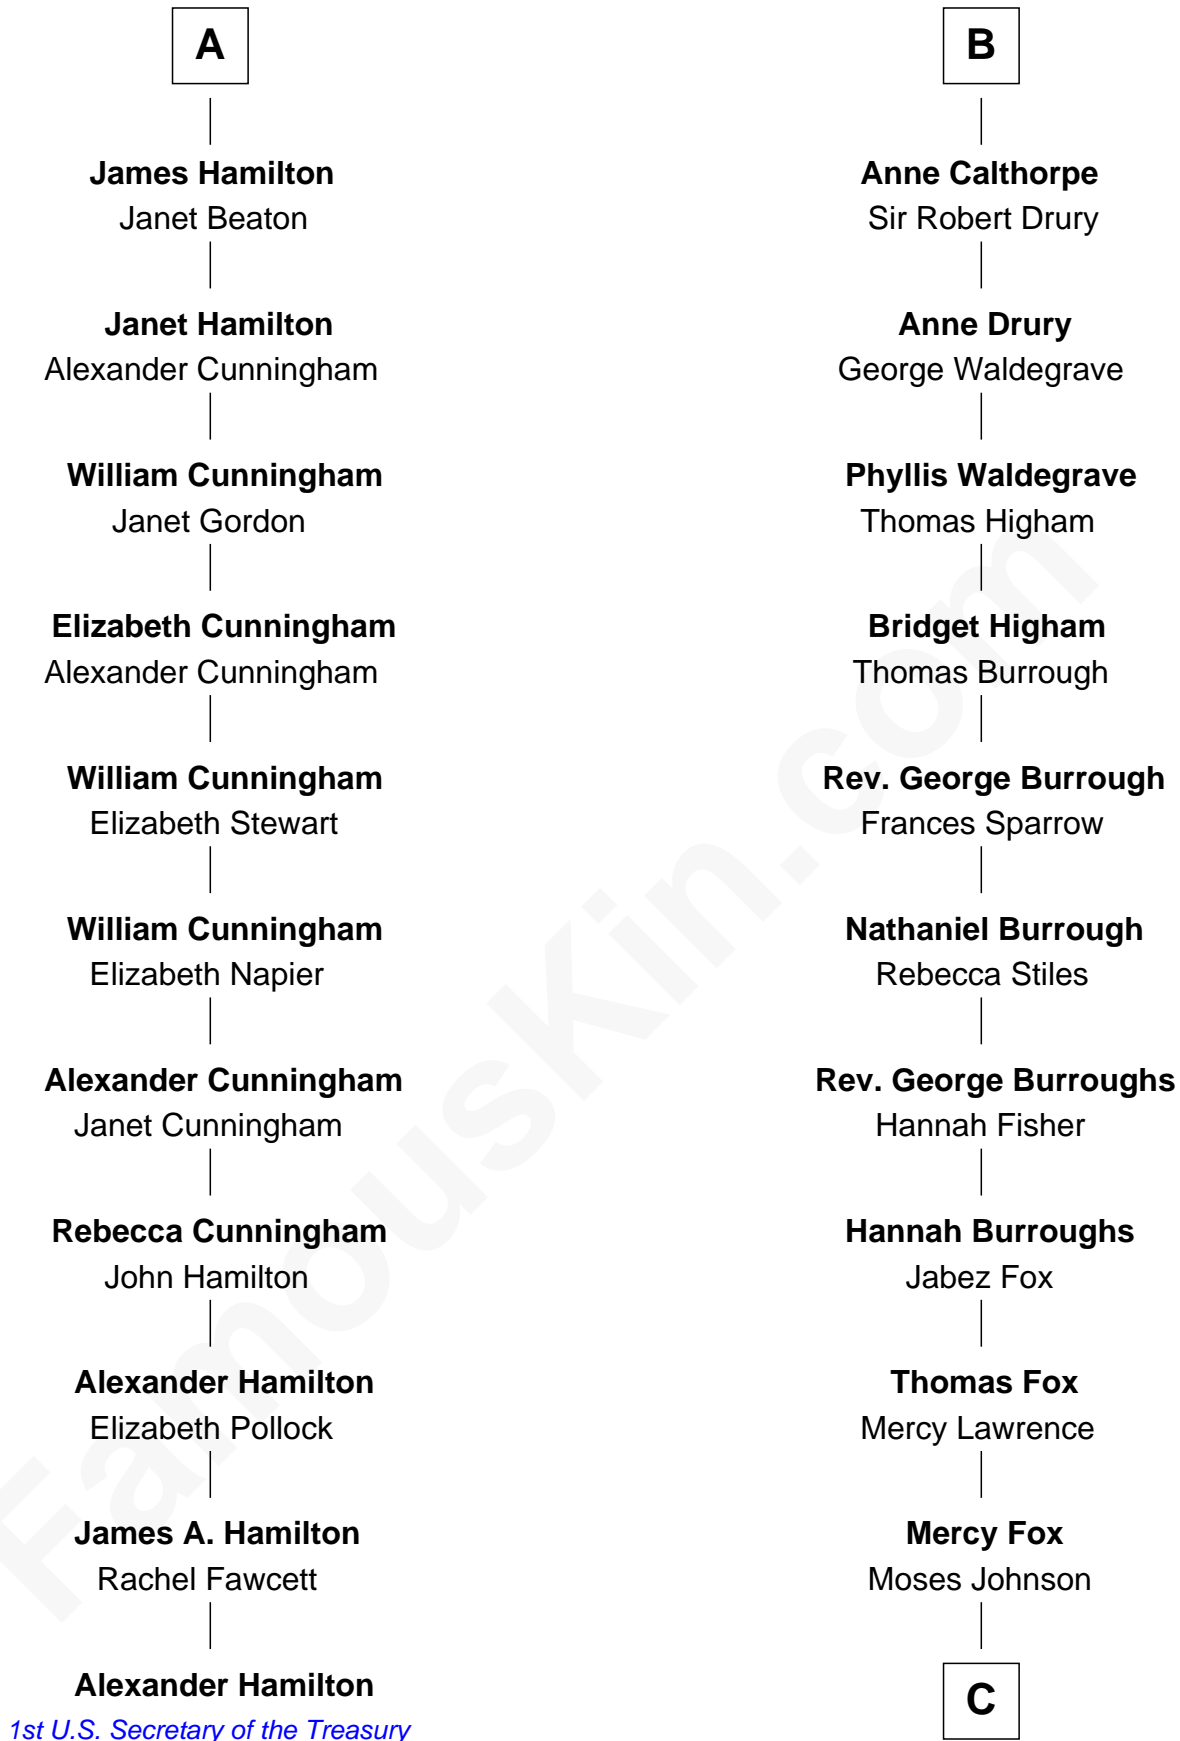 A
James Hamilton
Janet Beaton
Janet Hamilton
Alexander Cunningham
William Cunningham
Janet Gordon
Elizabeth Cunningham
Alexander Cunningham
William Cunningham
Elizabeth Stewart
William Cunningham
Elizabeth Napier
Alexander Cunningham
Janet Cunningham
Rebecca Cunningham
John Hamilton
Alexander Hamilton
Elizabeth Pollock
James A. Hamilton
Rachel Fawcett
Alexander Hamilton
1st U.S. Secretary of the Treasury
B
Anne Calthorpe
Sir Robert Drury
Anne Drury
George Waldegrave
Phyllis Waldegrave
Thomas Higham
Bridget Higham
Thomas Burrough
Rev. George Burrough
Frances Sparrow
Nathaniel Burrough
Rebecca Stiles
Rev. George Burroughs
Hannah Fisher
Hannah Burroughs
Jabez Fox
Thomas Fox
Mercy Lawrence
Mercy Fox
Moses Johnson
C
FamousKin.com